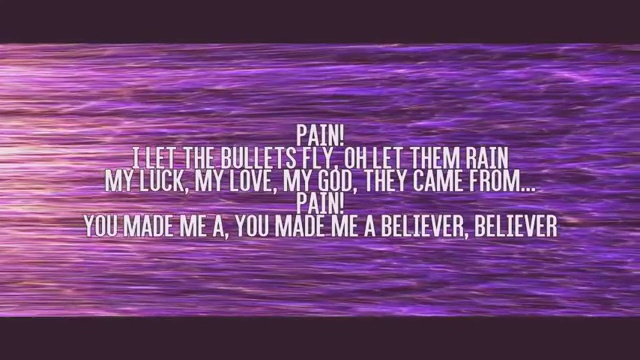 PAIN!
I LET THE BULLETS FLY, OH LET THEM RAIN
MY LUCK, MY LOVE, MY GOD, THEY CAME FROM...
PAIN!
YOU MADE ME A, YOU MADE ME A BELIEVER, BELIEVER